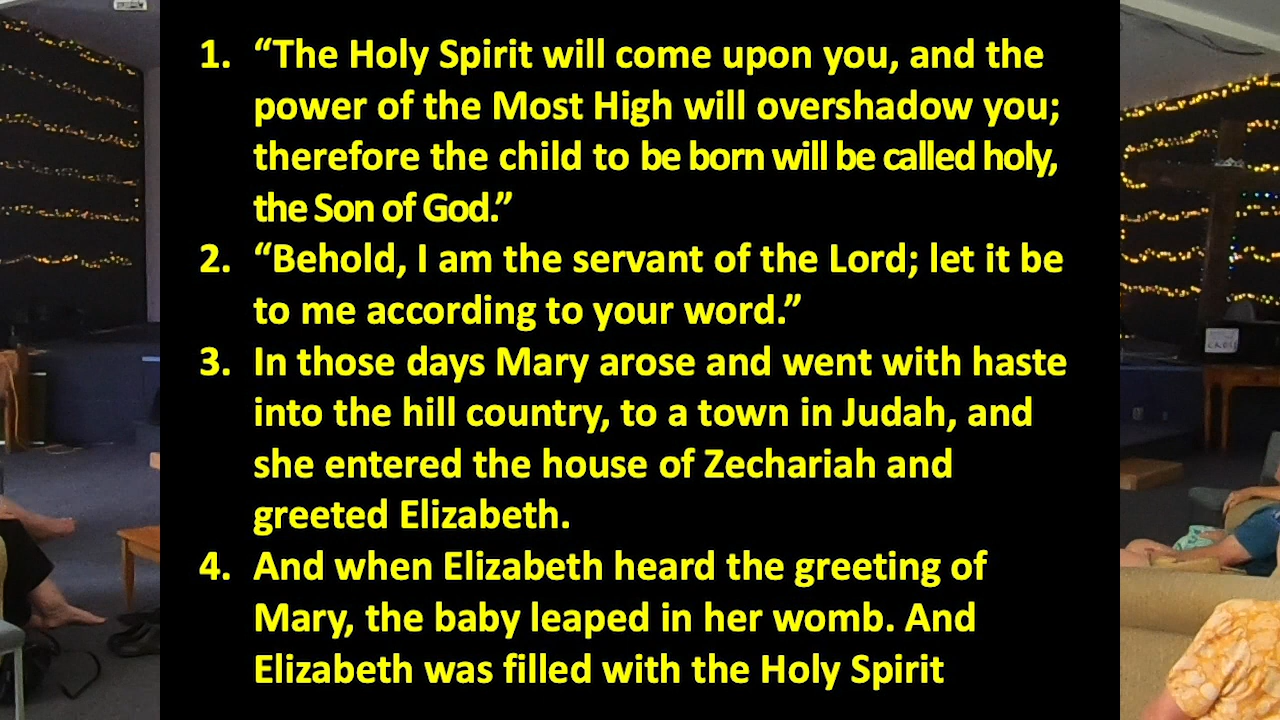 1. “The Holy Spirit will come upon you, and the
power of the Most High will overshadow you;
therefore the child to be born will be called holy,
the Son of God.”
2. “Behold, I am the servant of the Lord; let it be
to me according to your word.”
3. In those days Mary arose and went with haste
into the hill country, to a town in Judah, and
she entered the house of Zechariah and
greeted Elizabeth.
4. And when Elizabeth heard the greeting of
Mary, the baby leaped in her womb. And
Elizabeth was filled with the Holy Spirit
CROSS